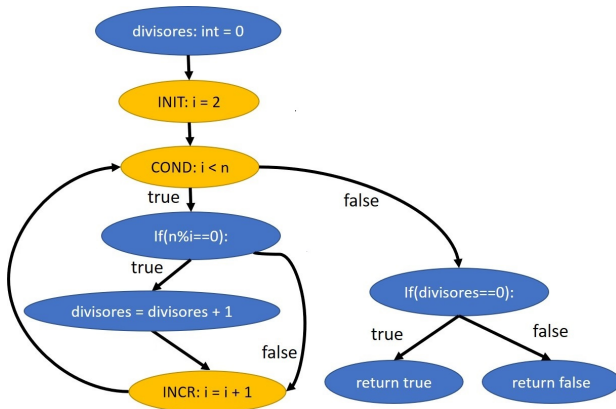 divisores: int = 0
INIT: i = 2
COND: i < n
true
false
If(n%i==0):
true
divisores = divisores + 1
false
INCR: i = i + 1
If(divisores==0):
true
false
return true
return false